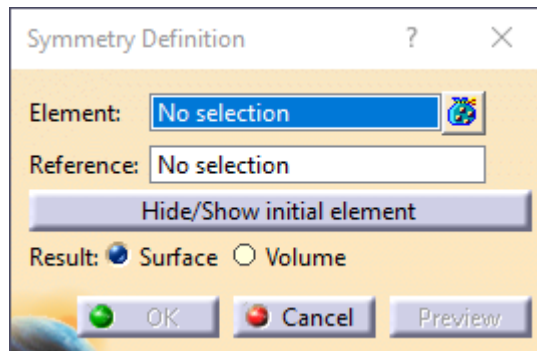 Symmetry Definition ?
Element: No selection
Reference: No selection
Hide/Show initial element
Result: Surface Volume
OK Cancel Preview